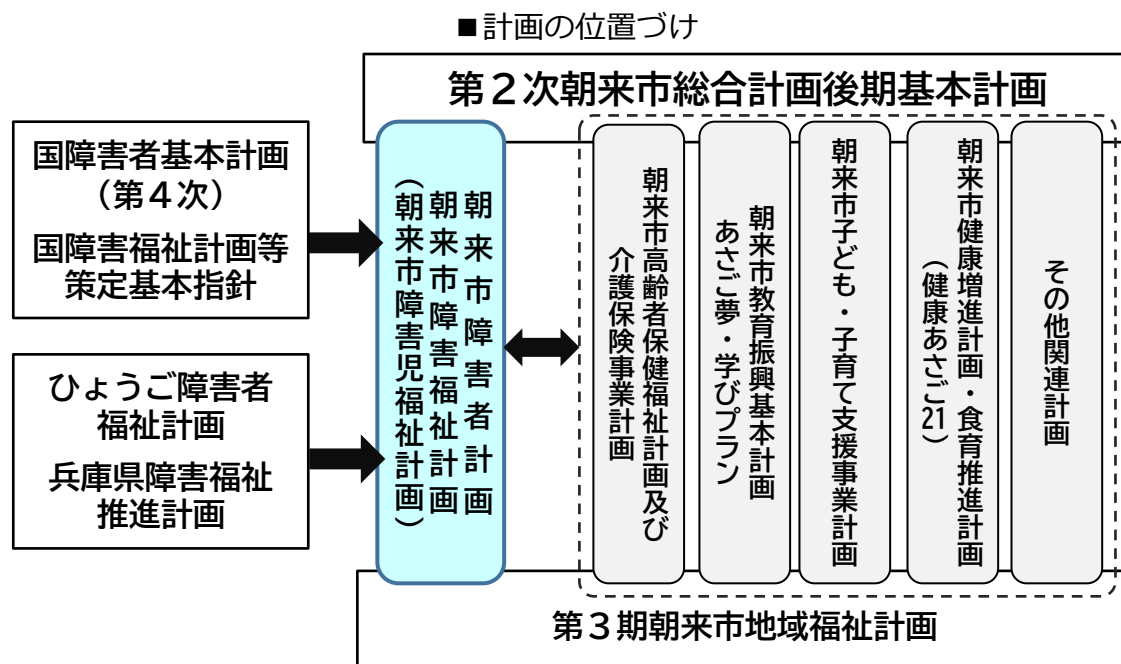 ■計画の位置づけ
第２次朝来市総合計画後期基本計画
国障害者基本計画
（第４次）
国障害福祉計画等
策定基本指針
ひょうご障害者
福祉計画
兵庫県障害福祉
推進計画
朝来市障害者計画
朝来市障害福祉計画
（朝来市障害児福祉計画）
朝来市高齢者保健福祉計画及び
介護保険事業計画
朝来市教育振興基本計画
あさご夢・学びプラン
朝来市子ども・子育て支援事業計画
朝来市健康増進計画・食育推進計画
（健康あさご21）
その他関連計画
第３期朝来市地域福祉計画